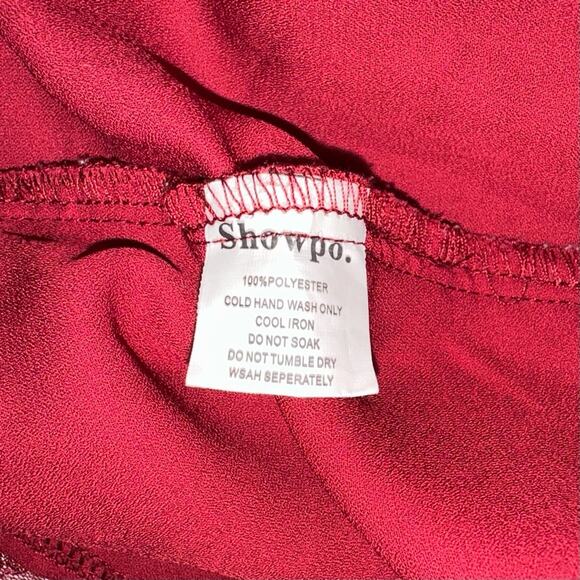 Showpo.
100%POLYESTER
COLD HAND WASH ONLY
COOL IRON
DO NOT SOAK
DO NOT TUMBLE DRY
WSAH SEPERATELY